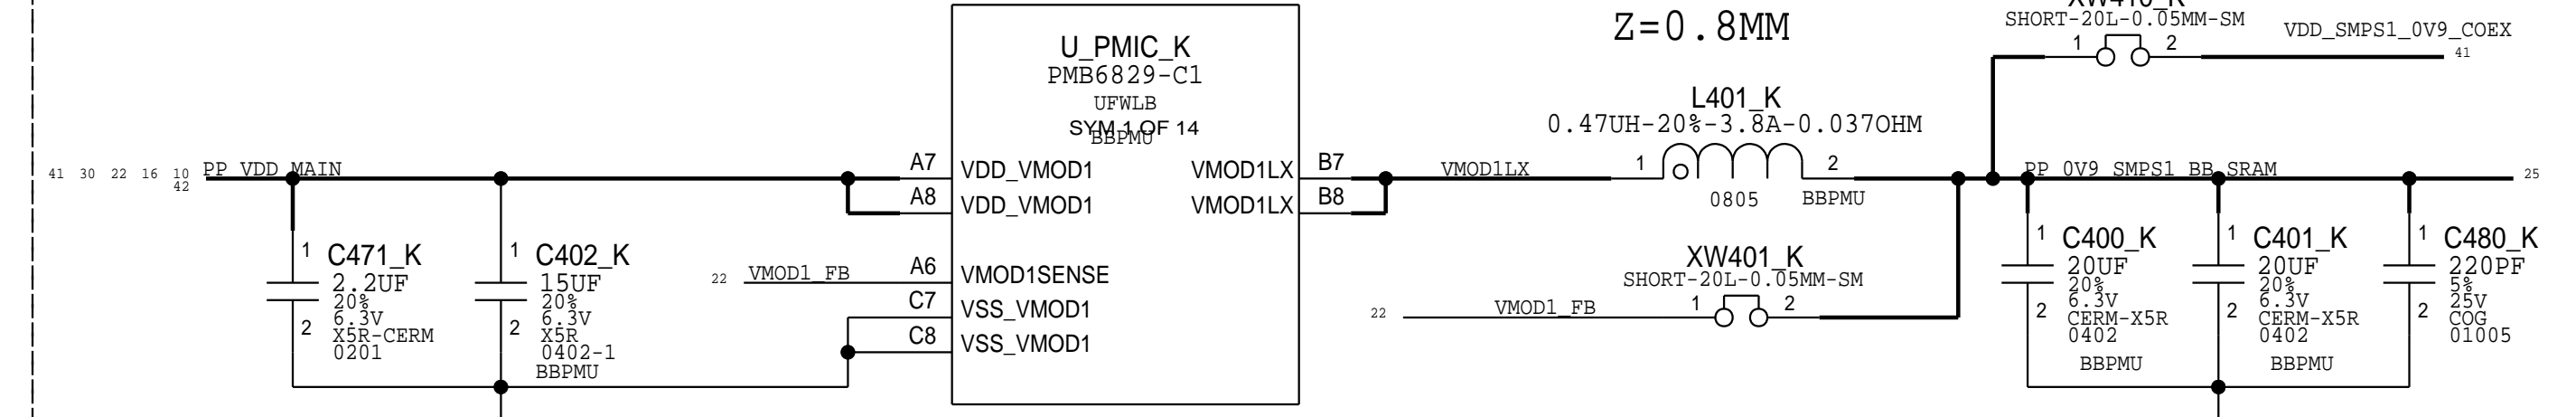 XW410_K
SHORT-20L-0.05MM-SM
1
2
VDD_SMPS1_0V9_COEX
41
Z=0.8MM
U_PMIC_K
PMB6829-C1
UFWLB
SYM 1 OF 14
BBPMU
L401_K
0.47UH-20%-3.8A-0.037OHM
41 30 22 16 10
42
PP_VDD_MAIN
A7
VDD_VMOD1
VMOD1LX
B7
VMOD1LX
1
2
0805
BBPMU
PP_0V9_SMPS1_BB_SRAM
25
A8
VDD_VMOD1
VMOD1LX
B8
1
C471_K
2.2UF
20%
6.3V
X5R-CERM
0201
2
1
C402_K
15UF
20%
6.3V
X5R
0402-1
BBPMU
2
22
VMOD1_FB
A6
VMOD1SENSE
C7
VSS_VMOD1
C8
VSS_VMOD1
XW401_K
SHORT-20L-0.05MM-SM
22
VMOD1_FB
1
2
1
C400_K
20UF
20%
6.3V
CERM-X5R
0402
BBPMU
2
1
C401_K
20UF
20%
6.3V
CERM-X5R
0402
BBPMU
2
1
C480_K
220PF
5%
25V
COG
01005
2